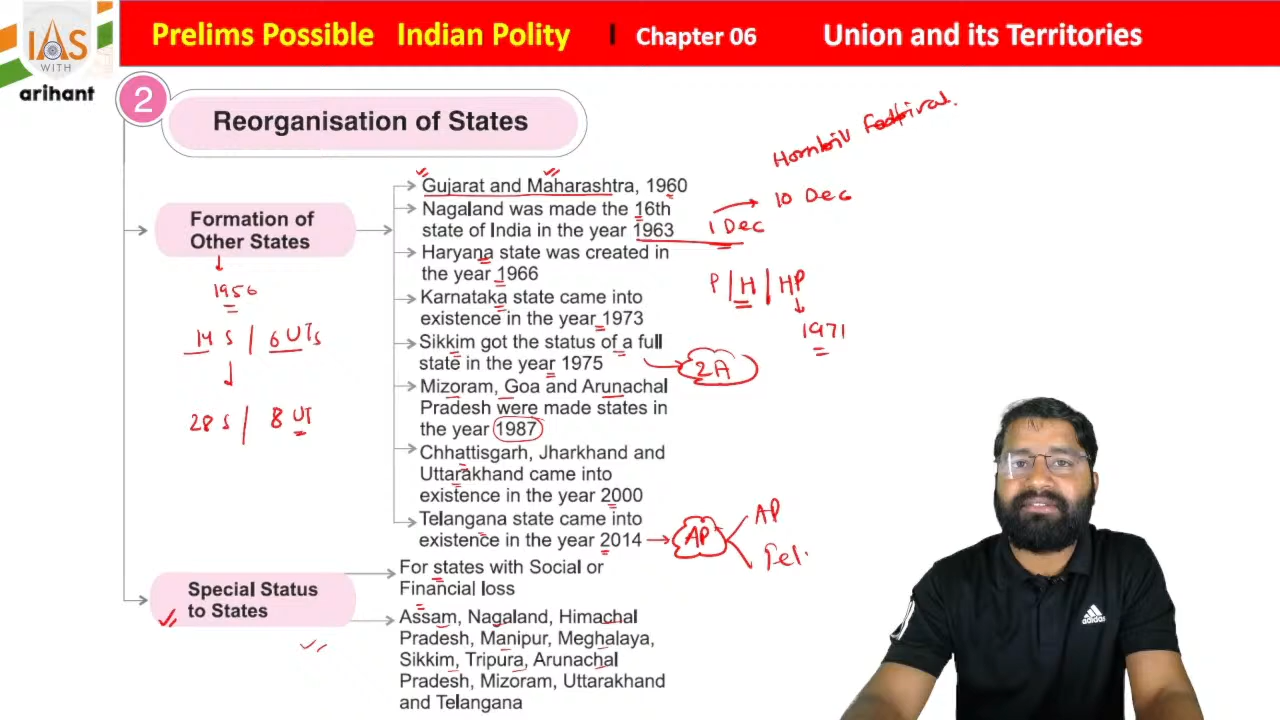 IAS
WITH
arihant
Prelims Possible Indian Polity | Chapter 06 Union and its Territories
2
Reorganisation of States
Formation of
Other States
1956
14 S / 6 UTs
28 S / 8 UT
Gujarat and Maharashtra, 1960
Nagaland was made the 16th
state of India in the year 1963
Haryana state was created in
the year 1966
Karnataka state came into
existence in the year 1973
Sikkim got the status of a full
state in the year 1975
Mizoram, Goa and Arunachal
Pradesh were made states in
the year 1987
Chhattisgarh, Jharkhand and
Uttarakhand came into
existence in the year 2000
Telangana state came into
existence in the year 2014
1 Dec
10 Dec
P | H | HP
1971
2A
AP
AP
Tel.
Special Status
to States
For states with Social or
Financial loss
Assam, Nagaland, Himachal
Pradesh, Manipur, Meghalaya,
Sikkim, Tripura, Arunachal
Pradesh, Mizoram, Uttarakhand
and Telangana
adidas